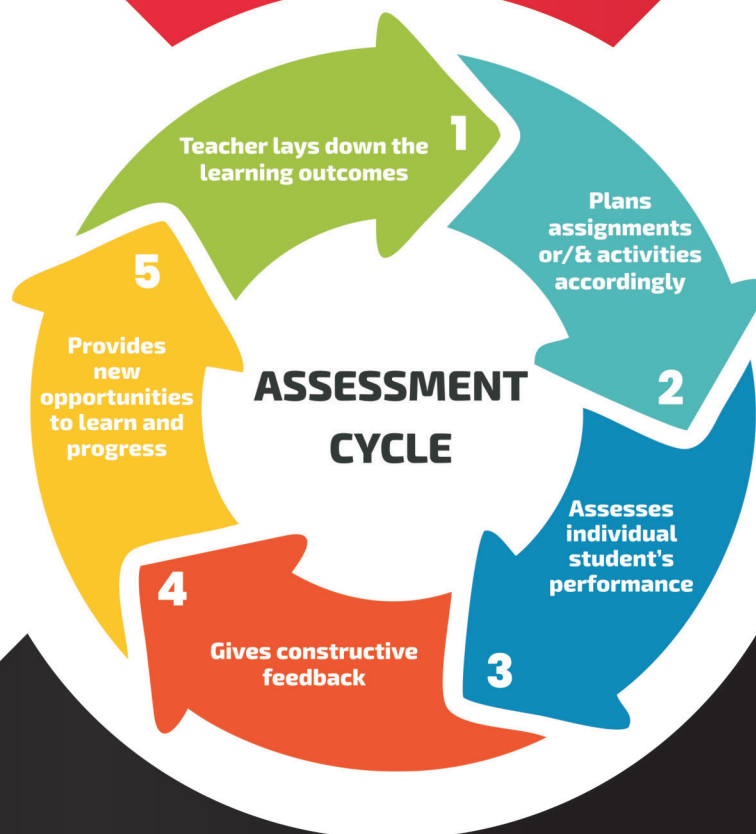 1
Teacher lays down the
learning outcomes
Plans
assignments
or/& activities
accordingly
2
Assesses
individual
student's
performance
3
4
Gives constructive
feedback
5
Provides
new
opportunities
to learn and
progress
ASSESSMENT
CYCLE